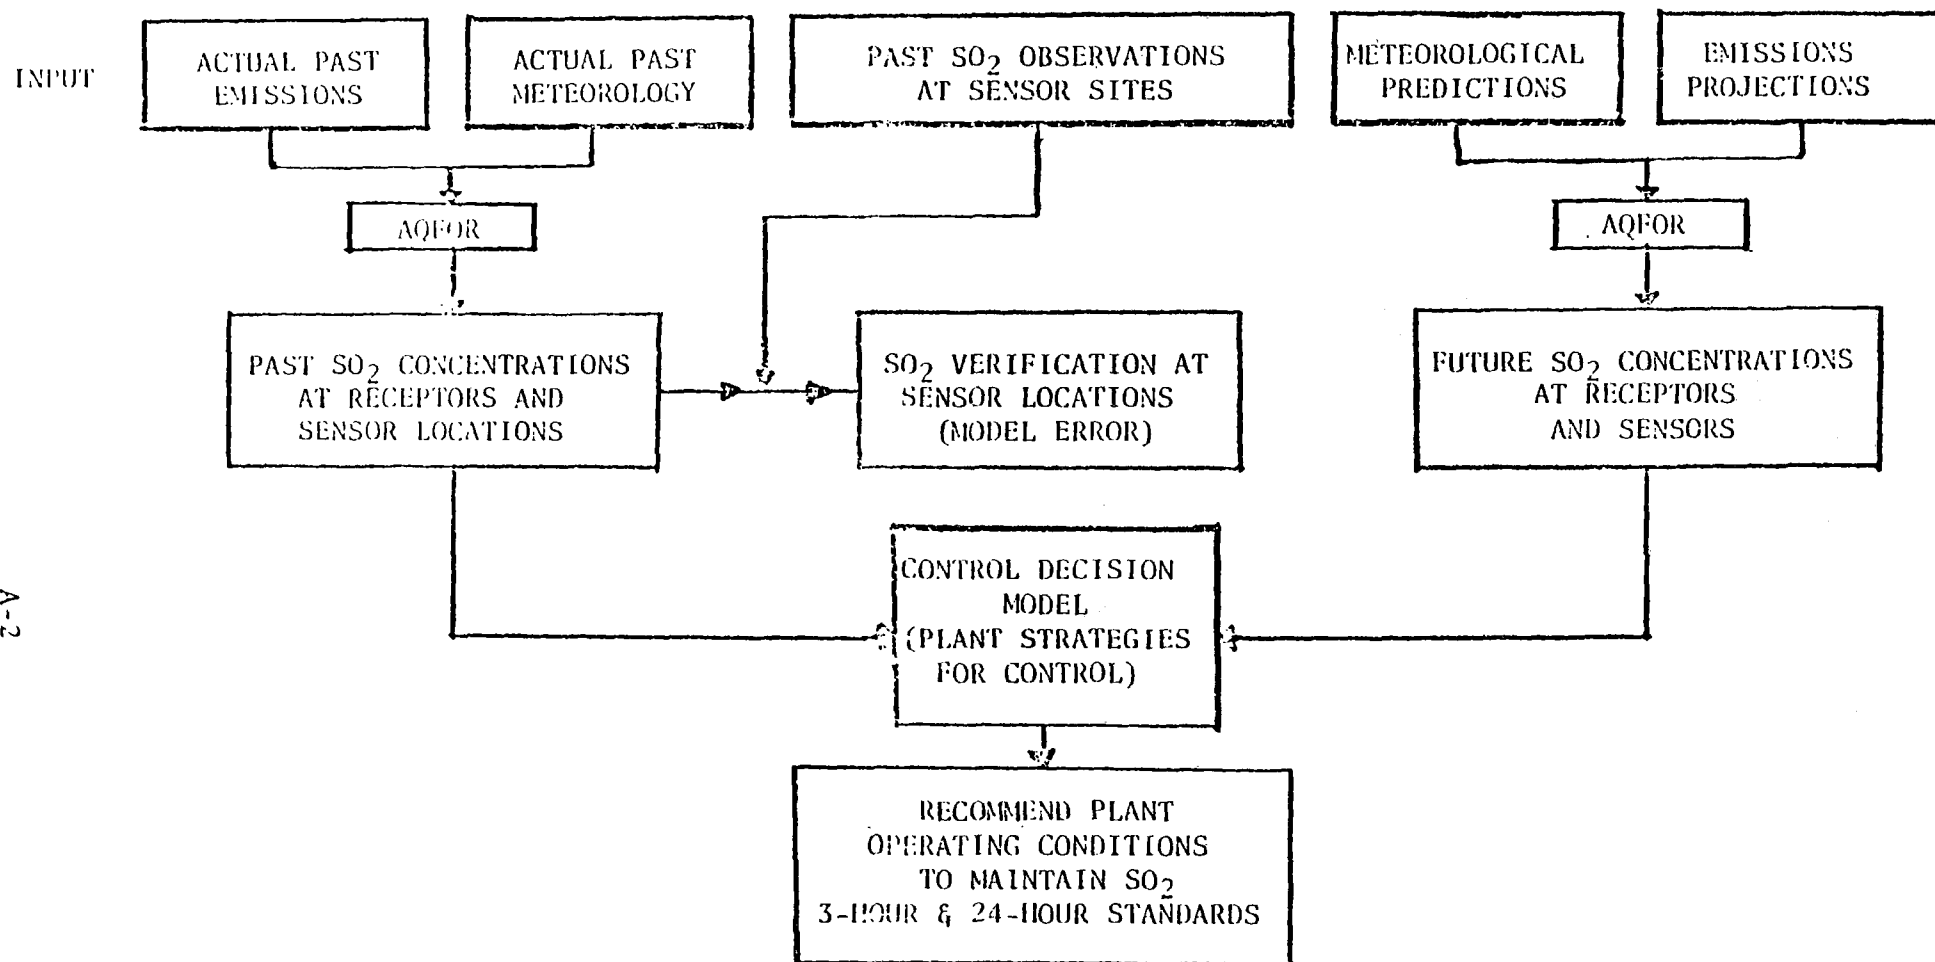 INPUT
ACTUAL PAST
EMISSIONS
ACTUAL PAST
METEOROLOGY
PAST SO2 OBSERVATIONS
AT SENSOR SITES
METEOROLOGICAL
PREDICTIONS
EMISSIONS
PROJECTIONS
AQFOR
AQFOR
PAST SO2 CONCENTRATIONS
AT RECEPTORS AND
SENSOR LOCATIONS
SO2 VERIFICATION AT
SENSOR LOCATIONS
(MODEL ERROR)
FUTURE SO2 CONCENTRATIONS
AT RECEPTORS
AND SENSORS
CONTROL DECISION
MODEL
(PLANT STRATEGIES
FOR CONTROL)
RECOMMEND PLANT
OPERATING CONDITIONS
TO MAINTAIN SO2
3-HOUR & 24-HOUR STANDARDS
A-2